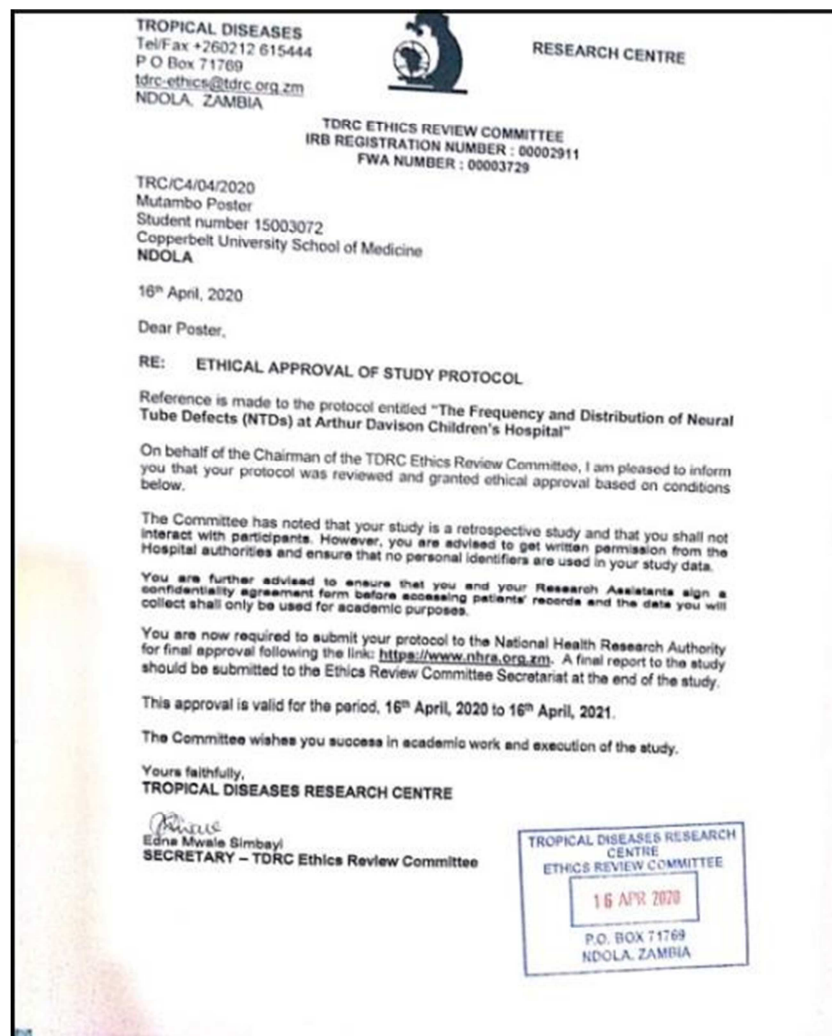 TROPICAL DISEASES
Tel/Fax +260212 615444
P O Box 71769
tdrc-ethics@tdrc.org.zm
NDOLA, ZAMBIA
RESEARCH CENTRE
TDRC ETHICS REVIEW COMMITTEE
IRB REGISTRATION NUMBER : 00002911
FWA NUMBER : 00003729
TRC/C4/04/2020
Mutambo Poster
Student number 15003072
Copperbelt University School of Medicine
NDOLA
16th April, 2020
Dear Poster,
RE: ETHICAL APPROVAL OF STUDY PROTOCOL
Reference is made to the protocol entitled "The Frequency and Distribution of Neural
Tube Defects (NTDs) at Arthur Davison Children's Hospital"
On behalf of the Chairman of the TDRC Ethics Review Committee, I am pleased to inform
you that your protocol was reviewed and granted ethical approval based on conditions
below.
The Committee has noted that your study is a retrospective study and that you shall not
interact with participants. However, you are advised to get written permission from the
Hospital authorities and ensure that no personal identifiers are used in your study data.
You are further advised to ensure that you and your Research Assistants sign a
confidentiality agreement form before accessing patients' records and the data you will
collect shall only be used for academic purposes.
You are now required to submit your protocol to the National Health Research Authority
for final approval following the link: https://www.nhra.org.zm. A final report to the study
should be submitted to the Ethics Review Committee Secretariat at the end of the study.
This approval is valid for the period, 16th April, 2020 to 16th April, 2021.
The Committee wishes you success in academic work and execution of the study.
Yours faithfully,
TROPICAL DISEASES RESEARCH CENTRE
Edna Mwale Simbayi
SECRETARY – TDRC Ethics Review Committee
TROPICAL DISEASES RESEARCH
CENTRE
ETHICS REVIEW COMMITTEE
16 APR 2020
P.O. BOX 71769
NDOLA, ZAMBIA